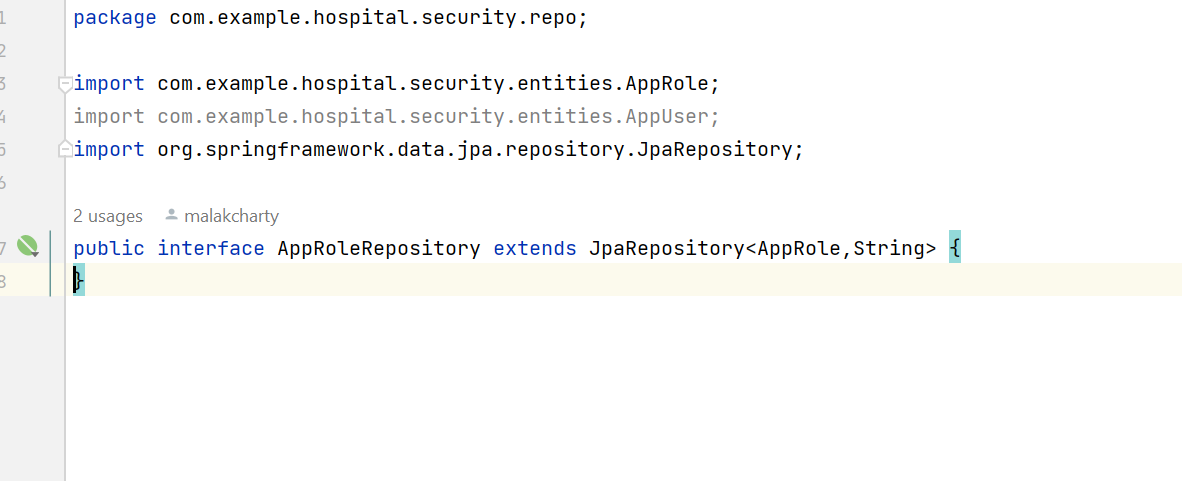 1 package com.example.hospital.security.repo;
2
3 import com.example.hospital.security.entities.AppRole;
4 import com.example.hospital.security.entities.AppUser;
5 import org.springframework.data.jpa.repository.JpaRepository;
6
2 usages malakcharty
7 public interface AppRoleRepository extends JpaRepository<AppRole,String> {
8 }